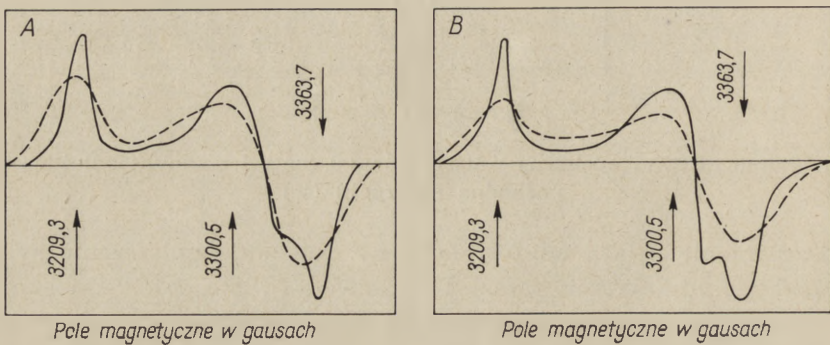 A
3363,7
3209,3
3300,5
Pole magnetyczne w gausach
B
3363,7
3209,3
3300,5
Pole magnetyczne w gausach